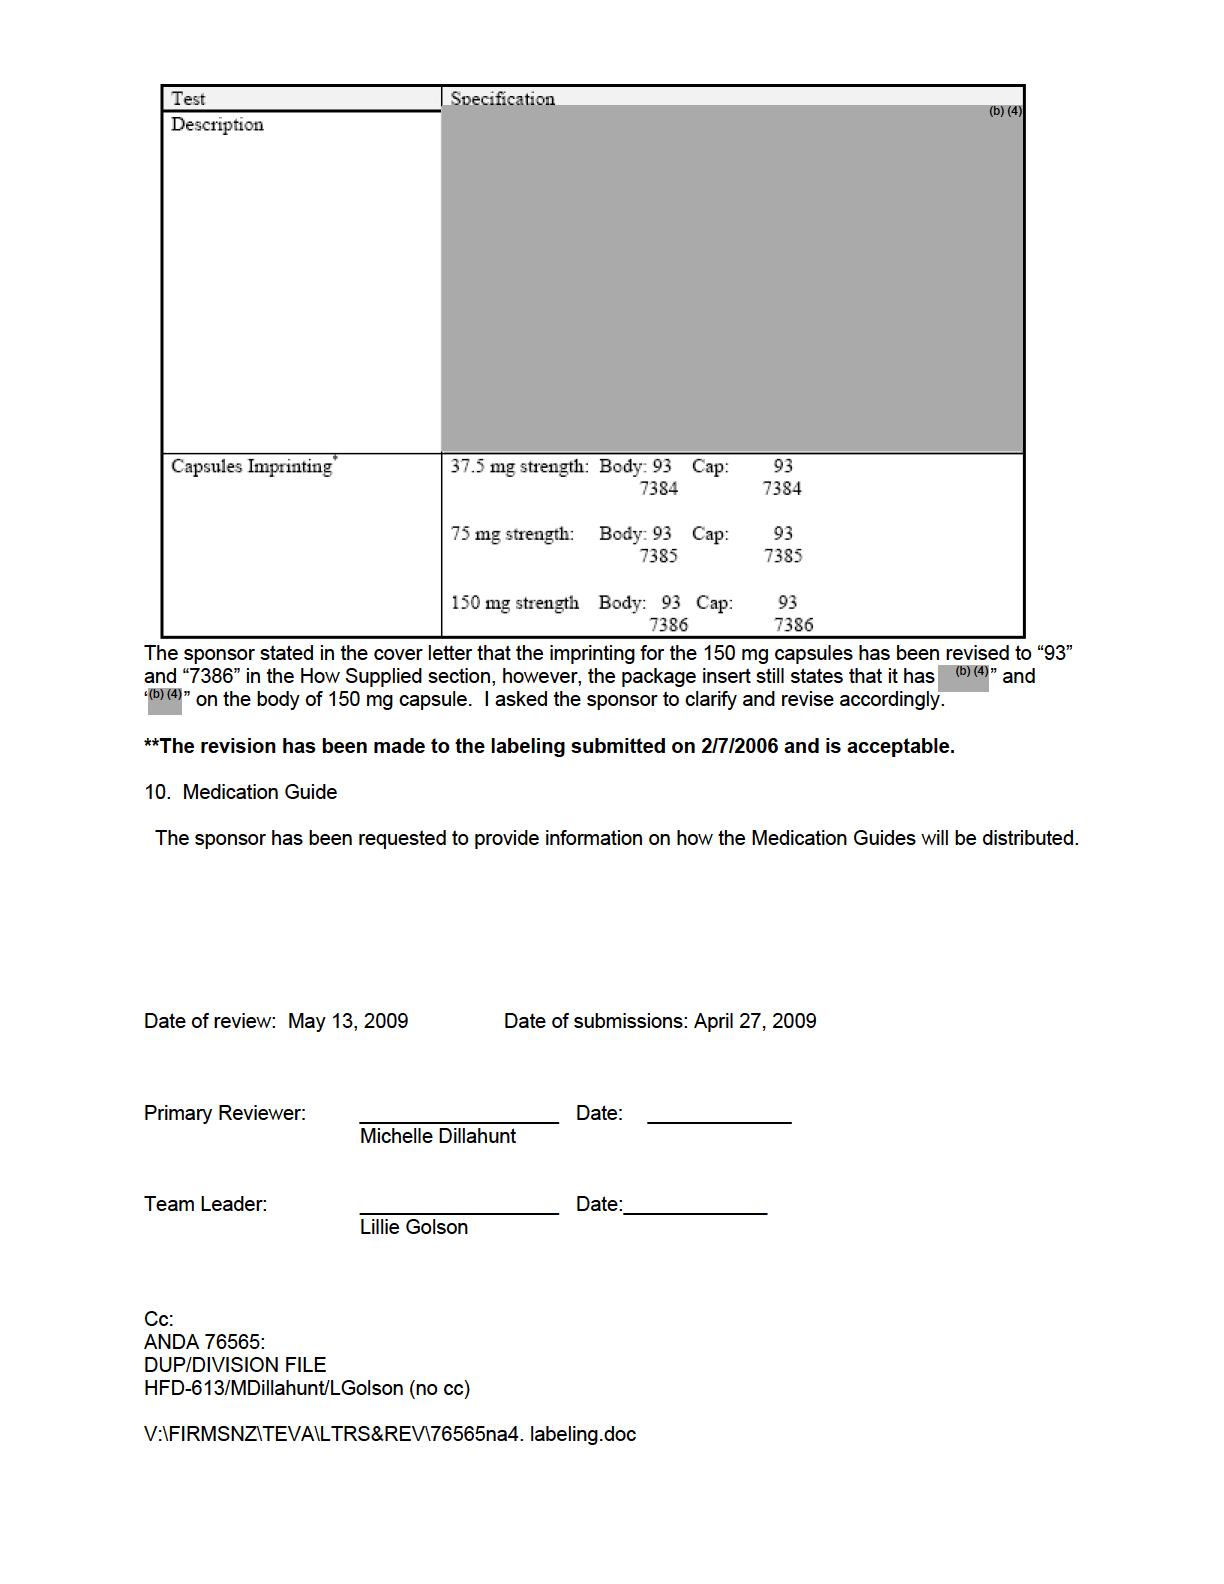 Test Specification
(b) (4)
Description
Capsules Imprinting* 37.5 mg strength: Body: 93 Cap: 93
7384 7384
75 mg strength: Body: 93 Cap: 93
7385 7385
150 mg strength Body: 93 Cap: 93
7386 7386
The sponsor stated in the cover letter that the imprinting for the 150 mg capsules has been revised to “93”
and “7386” in the How Supplied section, however, the package insert still states that it has (b) (4)” and
‘(b) (4)” on the body of 150 mg capsule. I asked the sponsor to clarify and revise accordingly.
**The revision has been made to the labeling submitted on 2/7/2006 and is acceptable.
10. Medication Guide
The sponsor has been requested to provide information on how the Medication Guides will be distributed.
Date of review: May 13, 2009 Date of submissions: April 27, 2009
Primary Reviewer: Date:
Michelle Dillahunt
Team Leader: Date:
Lillie Golson
Cc:
ANDA 76565:
DUP/DIVISION FILE
HFD-613/MDillahunt/LGolson (no cc)
V:\FIRMSNZ\TEVA\LTRS&REV\76565na4. labeling.doc